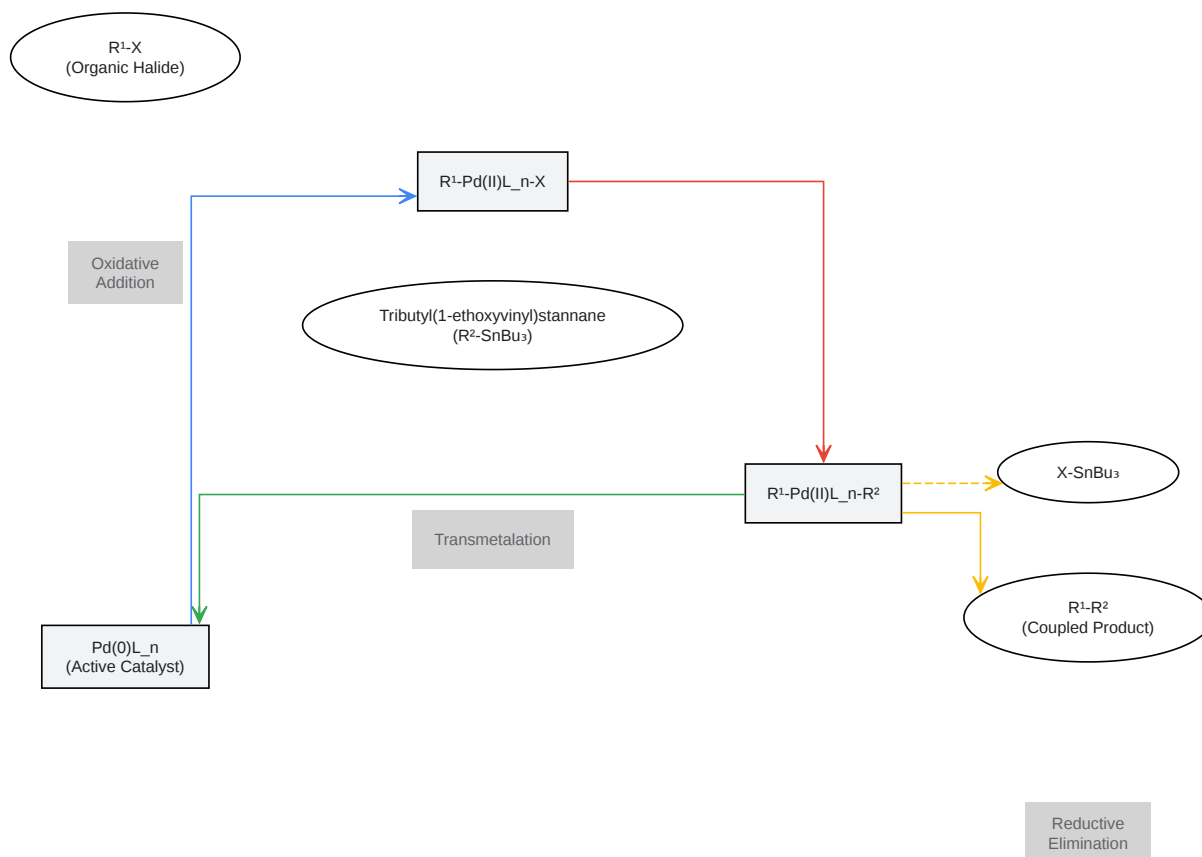 R¹-X
(Organic Halide)
R¹-Pd(II)L_n-X
Oxidative
Addition
Tributyl(1-ethoxyvinyl)stannane
(R²-SnBu₃)
R¹-Pd(II)L_n-R²
X-SnBu₃
Transmetalation
R¹-R²
(Coupled Product)
Pd(0)L_n
(Active Catalyst)
Reductive
Elimination